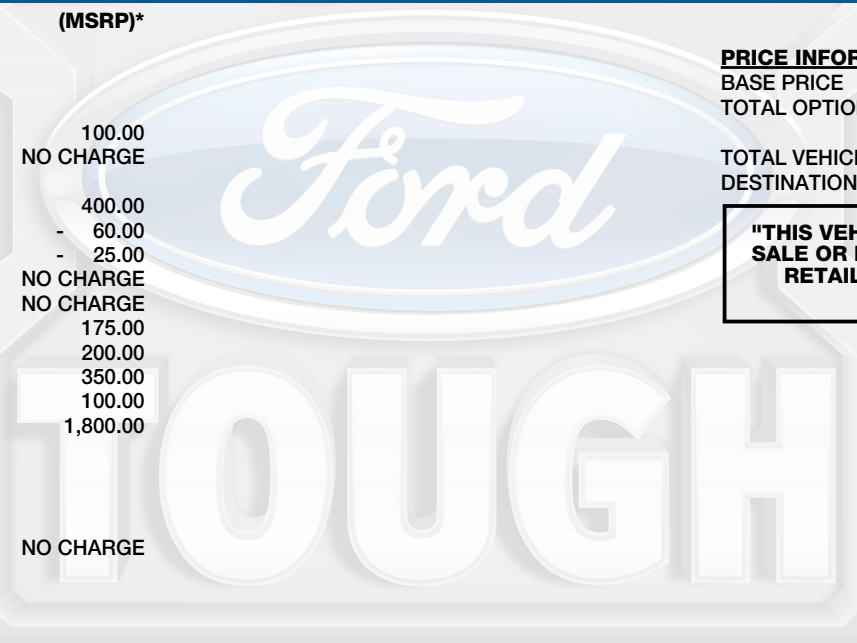 (MSRP)*
100.00
NO CHARGE
400.00
- 60.00
- 25.00
NO CHARGE
NO CHARGE
175.00
200.00
350.00
100.00
1,800.00
NO CHARGE
PRICE INFOR
BASE PRICE
TOTAL OPTIO
TOTAL VEHICL
DESTINATION
"THIS VEH
SALE OR
RETAIL
Ford
TOUGH